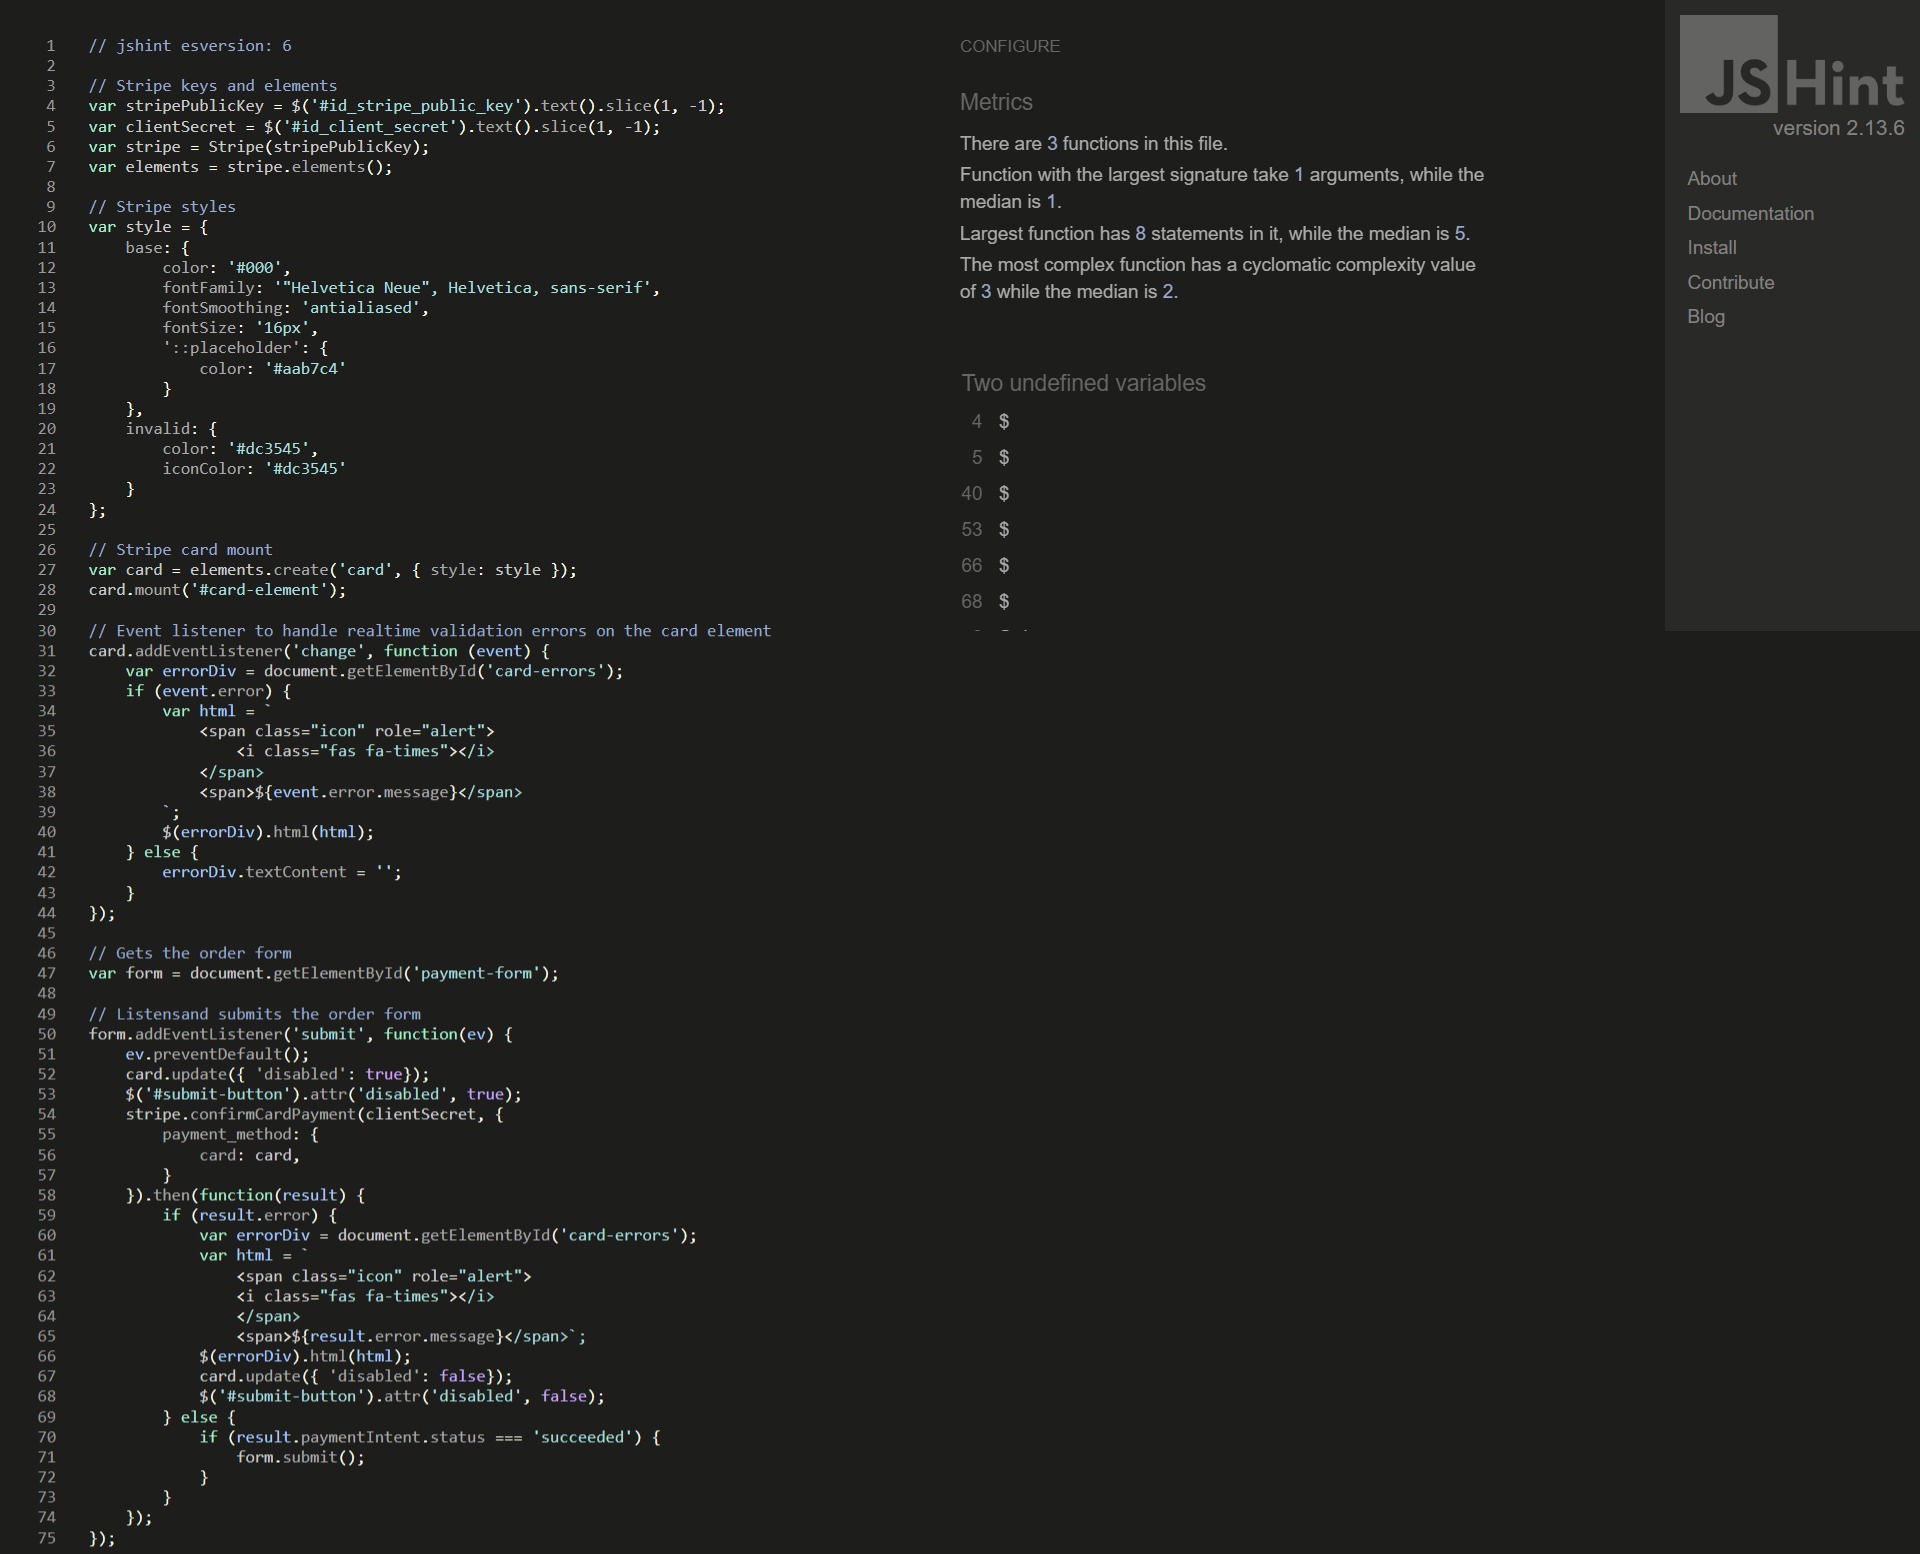 1 // jshint esversion: 6
2
3 // Stripe keys and elements
4 var stripePublicKey = $('#id_stripe_public_key').text().slice(1, -1);
5 var clientSecret = $('#id_client_secret').text().slice(1, -1);
6 var stripe = Stripe(stripePublicKey);
7 var elements = stripe.elements();
8
9 // Stripe styles
10 var style = {
11     base: {
12         color: '#000',
13         fontFamily: '"Helvetica Neue", Helvetica, sans-serif',
14         fontSmoothing: 'antialiased',
15         fontSize: '16px',
16         '::placeholder': {
17             color: '#aab7c4'
18         }
19     },
20     invalid: {
21         color: '#dc3545',
22         iconColor: '#dc3545'
23     }
24 };
25
26 // Stripe card mount
27 var card = elements.create('card', { style: style });
28 card.mount('#card-element');
29
30 // Event listener to handle realtime validation errors on the card element
31 card.addEventListener('change', function (event) {
32     var errorDiv = document.getElementById('card-errors');
33     if (event.error) {
34         var html = `
35             <span class="icon" role="alert">
36                 <i class="fas fa-times"></i>
37             </span>
38             <span>${event.error.message}</span>
39         `;
40         $(errorDiv).html(html);
41     } else {
42         errorDiv.textContent = '';
43     }
44 });
45
46 // Gets the order form
47 var form = document.getElementById('payment-form');
48
49 // Listensand submits the order form
50 form.addEventListener('submit', function(ev) {
51     ev.preventDefault();
52     card.update({ 'disabled': true});
53     $('#submit-button').attr('disabled', true);
54     stripe.confirmCardPayment(clientSecret, {
55         payment_method: {
56             card: card,
57         }
58     }).then(function(result) {
59         if (result.error) {
60             var errorDiv = document.getElementById('card-errors');
61             var html = `
62                 <span class="icon" role="alert">
63                 <i class="fas fa-times"></i>
64                 </span>
65                 <span>${result.error.message}</span>`;
66             $(errorDiv).html(html);
67             card.update({ 'disabled': false});
68             $('#submit-button').attr('disabled', false);
69         } else {
70             if (result.paymentIntent.status === 'succeeded') {
71                 form.submit();
72             }
73         }
74     });
75 });
CONFIGURE
Metrics
There are 3 functions in this file.
Function with the largest signature take 1 arguments, while the
median is 1.
Largest function has 8 statements in it, while the median is 5.
The most complex function has a cyclomatic complexity value
of 3 while the median is 2.
Two undefined variables
4 $
5 $
40 $
53 $
66 $
68 $
JSHint
version 2.13.6
About
Documentation
Install
Contribute
Blog